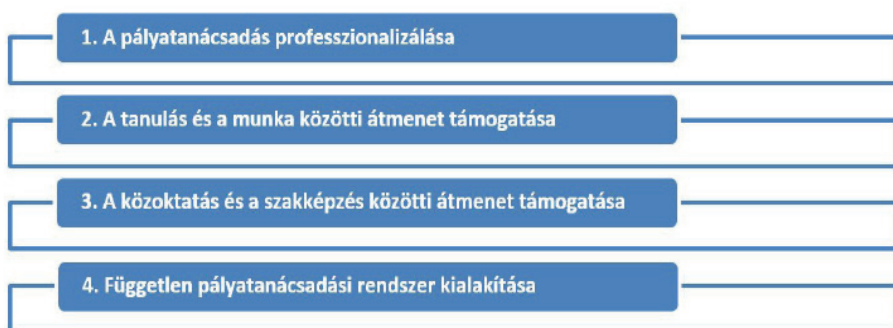 1. A pályatanácsadás professzionalizálása
2. A tanulás és a munka közötti átmenet támogatása
3. A közoktatás és a szakképzés közötti átmenet támogatása
4. Független pályatanácsadási rendszer kialakítása